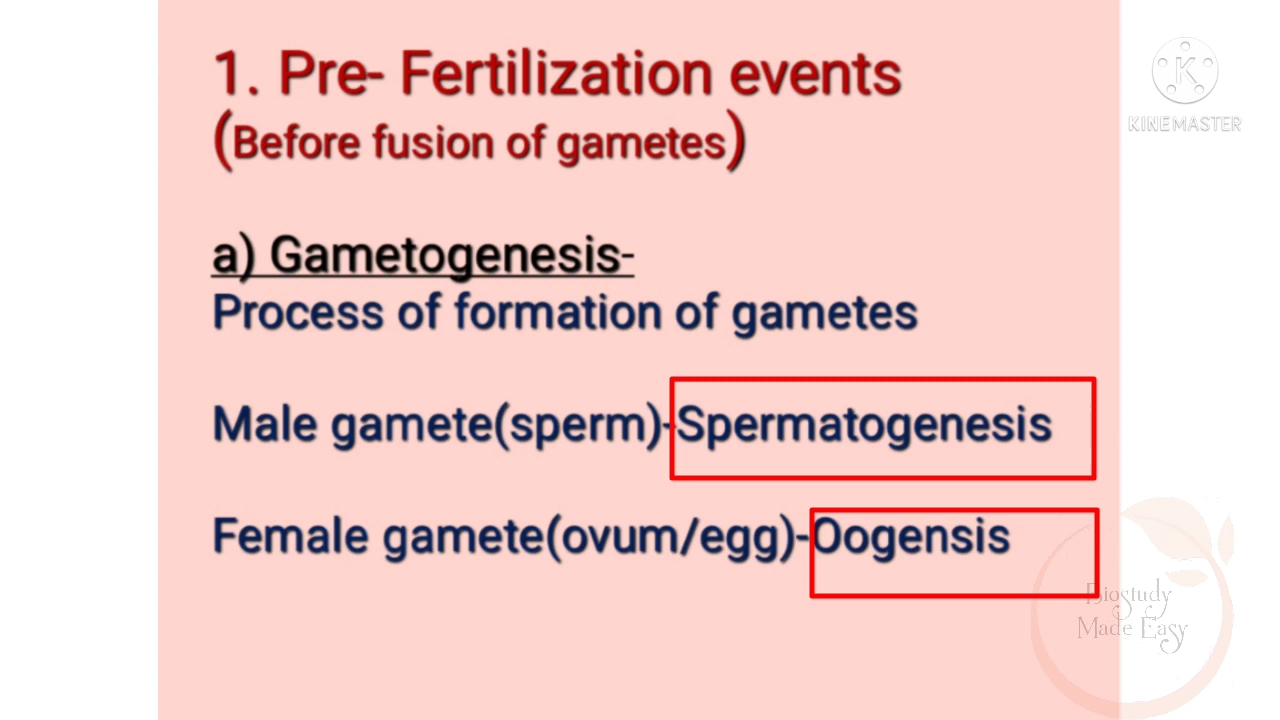 1. Pre- Fertilization events
(Before fusion of gametes)
a) Gametogenesis-
Process of formation of gametes
Male gamete(sperm)-Spermatogenesis
Female gamete(ovum/egg)-Oogensis
K
KINEMASTER
Biostudy
Made Easy